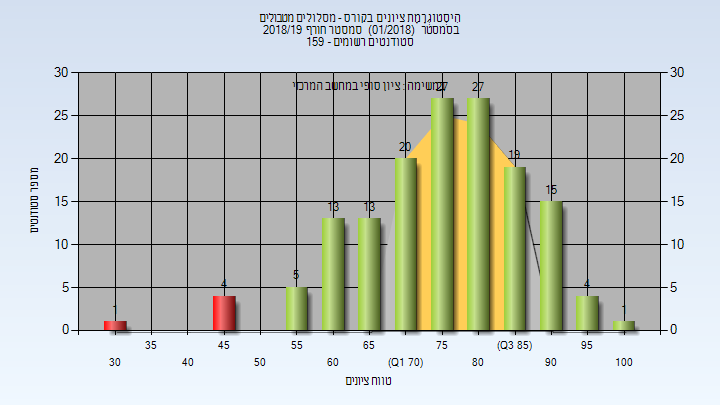 היסטוגרמת ציונים בקורס - מסלולים מטבולים
בסמסטר (01/2018) סמסטר חורף 2018/19
סטודנטים רשומים - 159
משימה: ציון סופי במחשב המרכזי
מספר סטודנטים
30 25 20 15 10 5 0
30 25 20 15 10 5 0
1 4 5 13 13 20 27 27 19 15 4 1
35 45 55 65 75 (Q3 85) 95
30 40 50 60 (Q1 70) 80 90 100
טווח ציונים